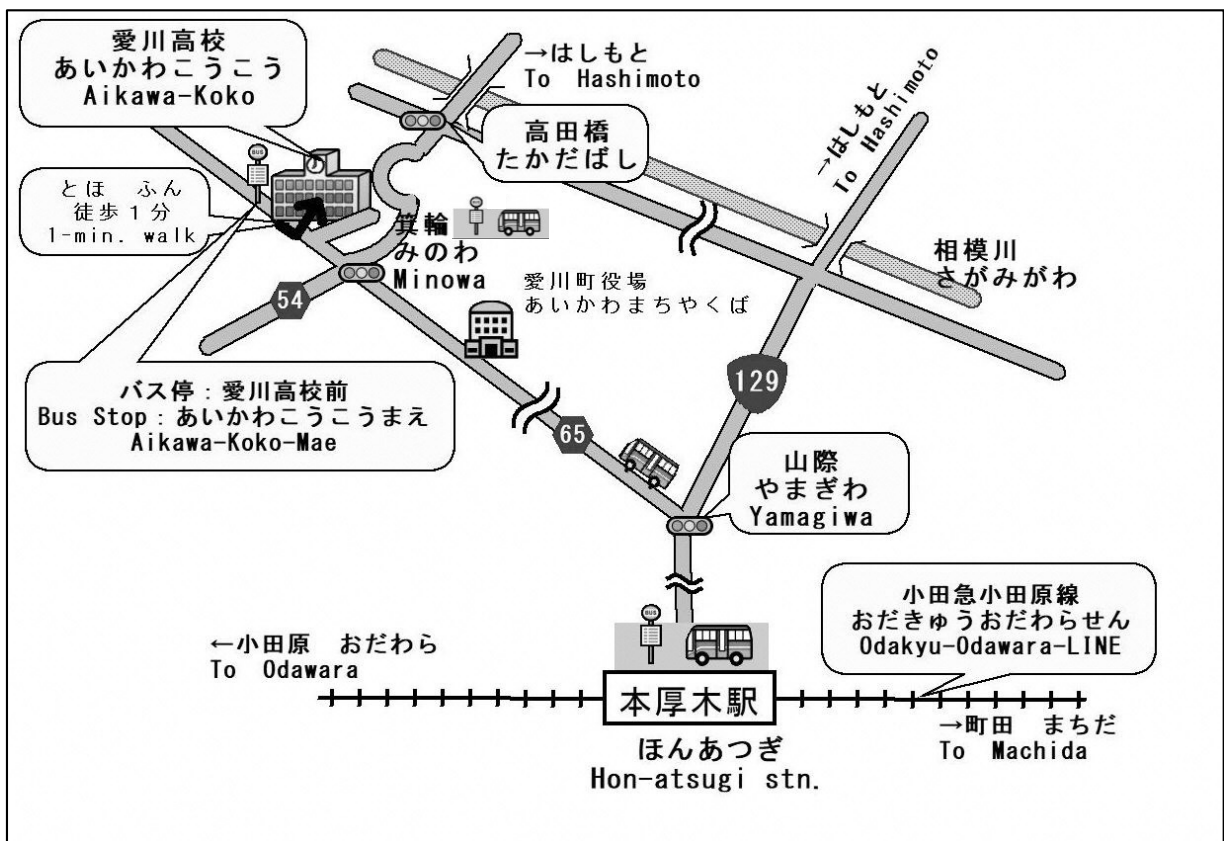 愛川高校
あいかわこうこう
Aikawa-Koko
→はしもと
To Hashimoto
高田橋
たかだばし
→はしもと
To Hashimoto
BUS
とほ ふん
徒歩1分
1-min. walk
箕輪
みのわ
Minowa
相模川
さがみがわ
愛川町役場
あいかわまちやくば
54
129
バス停：愛川高校前
Bus Stop：あいかわこうこうまえ
Aikawa-Koko-Mae
65
山際
やまぎわ
Yamagiwa
小田急小田原線
おだきゅうおだわらせん
Odakyu-Odawara-LINE
BUS
←小田原 おだわら
To Odawara
本厚木駅
ほんあつぎ
Hon-atsugi stn.
→町田 まちだ
To Machida